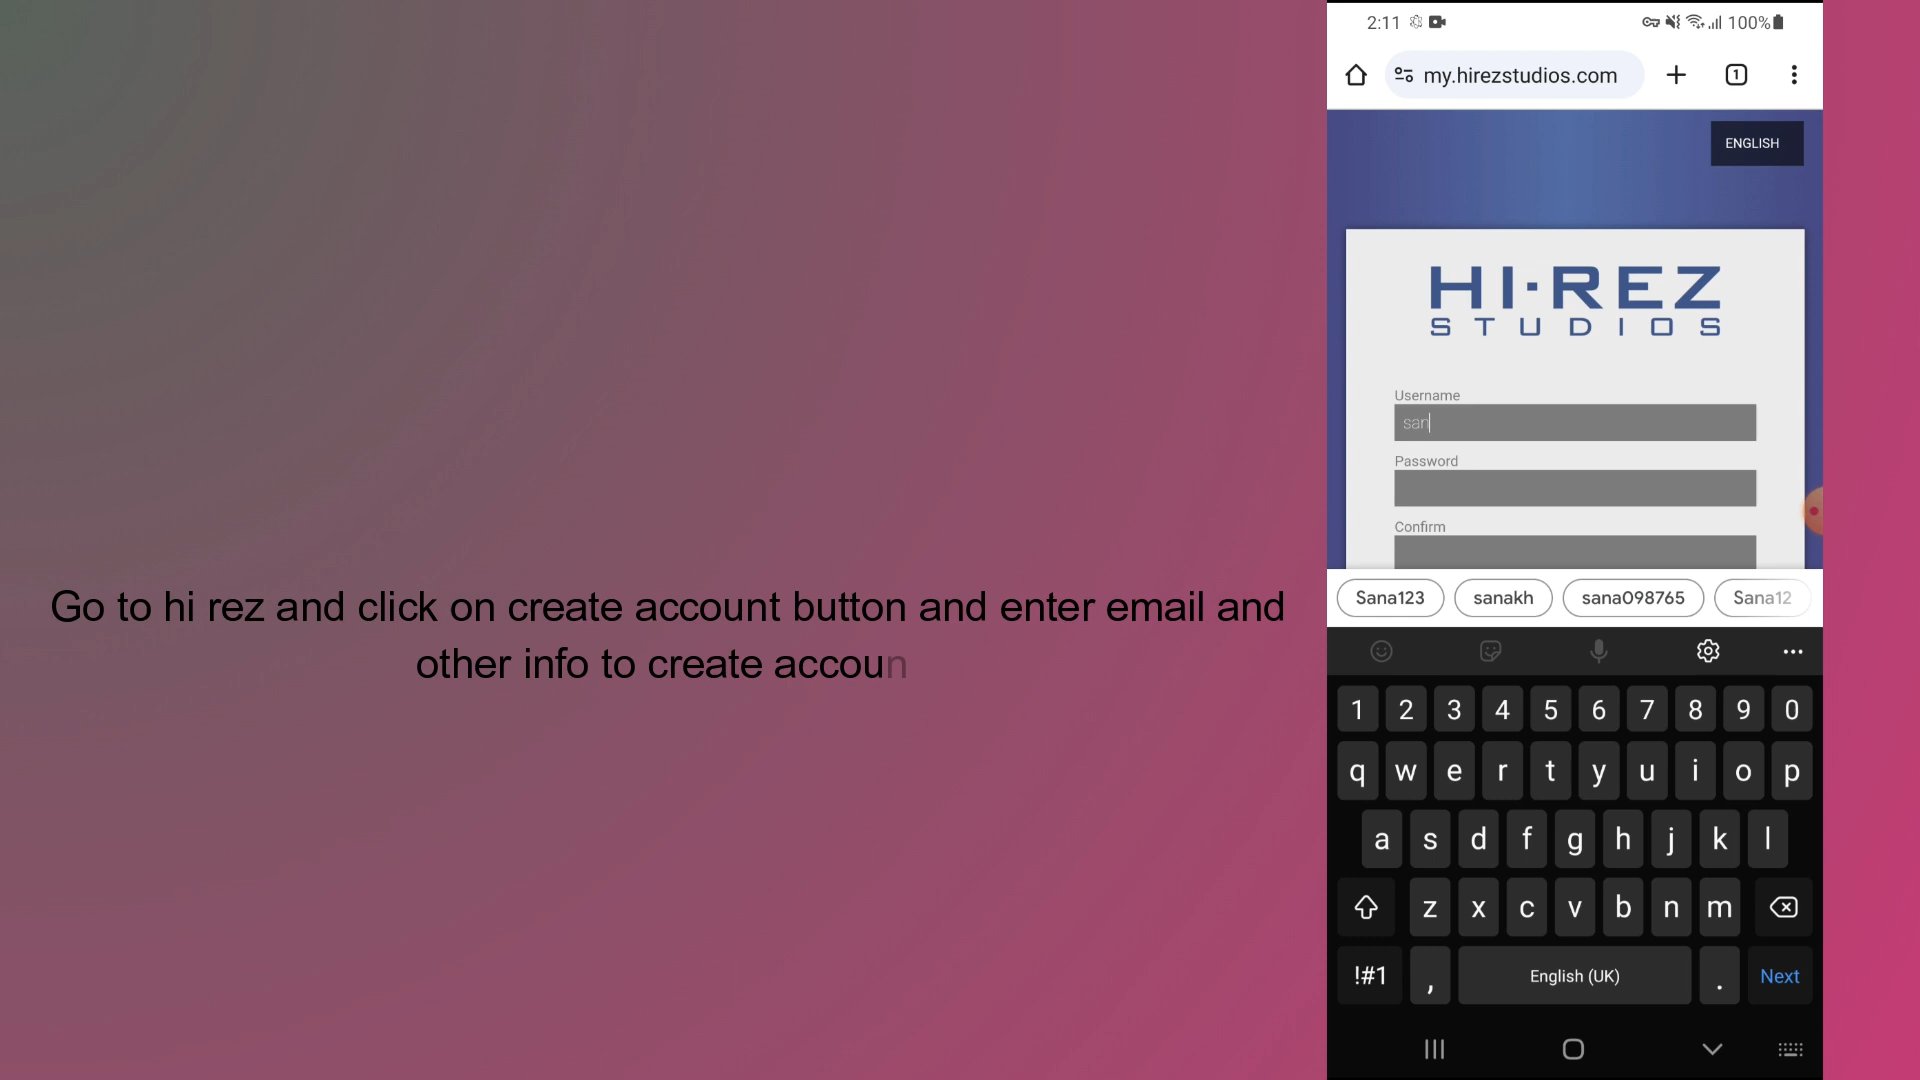 Go to hi rez and click on create account button and enter email and
other info to create accoun
2:11
100%
my.hirezstudios.com
1
ENGLISH
HI-REZ
STUDIOS
Username
san
Password
Confirm
Sana123 sanakh sana098765 Sana12
1 2 3 4 5 6 7 8 9 0
q w e r t y u i o p
a s d f g h j k l
z x c v b n m
!#1 , English (UK) . Next